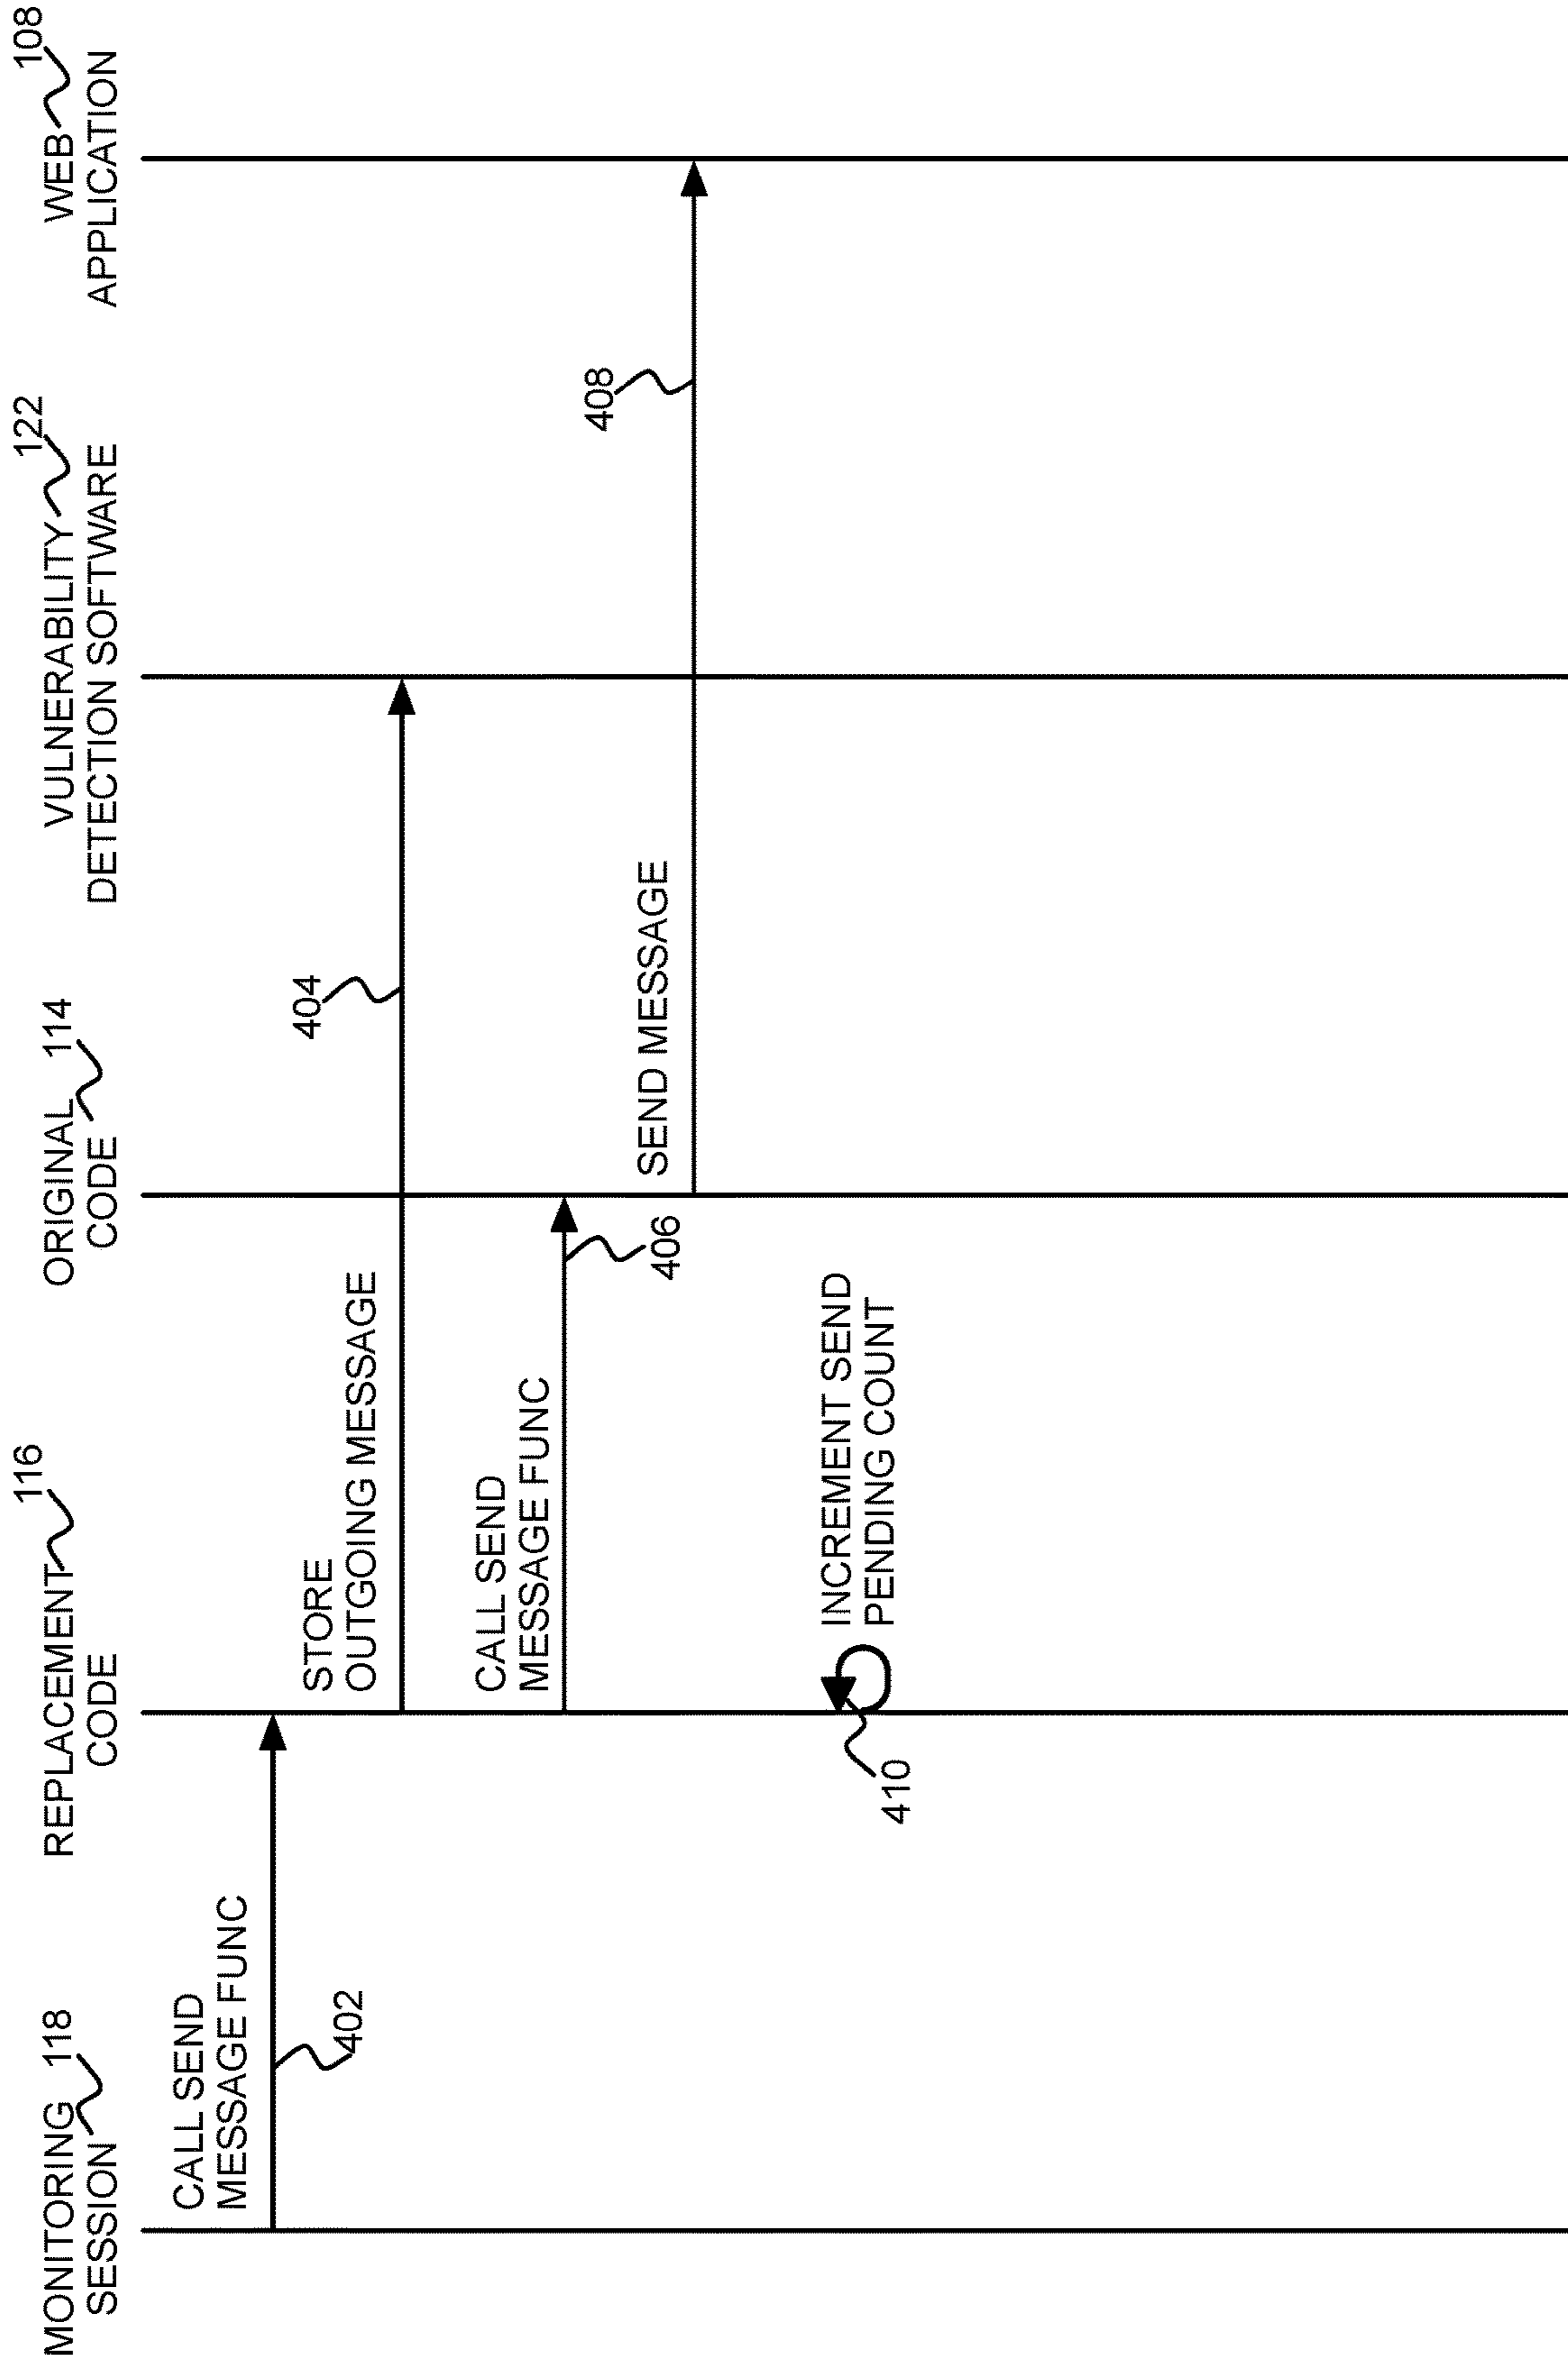 MONITORING 118
SESSION
REPLACEMENT 116
CODE
ORIGINAL 114
CODE
VULNERABILITY 122
DETECTION SOFTWARE
WEB 108
APPLICATION
CALL SEND
MESSAGE FUNC
402
STORE
OUTGOING MESSAGE
404
CALL SEND
MESSAGE FUNC
406
SEND MESSAGE
408
INCREMENT SEND
PENDING COUNT
410